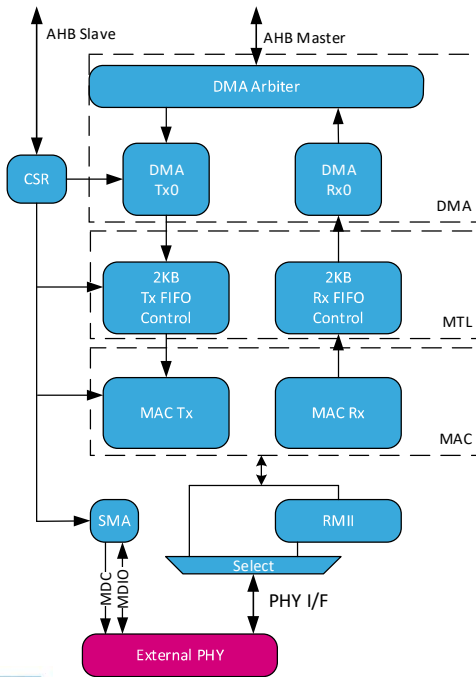 AHB Slave
AHB Master
DMA Arbiter
CSR
DMA
Tx0
DMA
Rx0
DMA
2KB
Tx FIFO
Control
2KB
Rx FIFO
Control
MTL
MAC Tx
MAC Rx
MAC
SMA
RMII
Select
MDC
MDIO
PHY I/F
External PHY